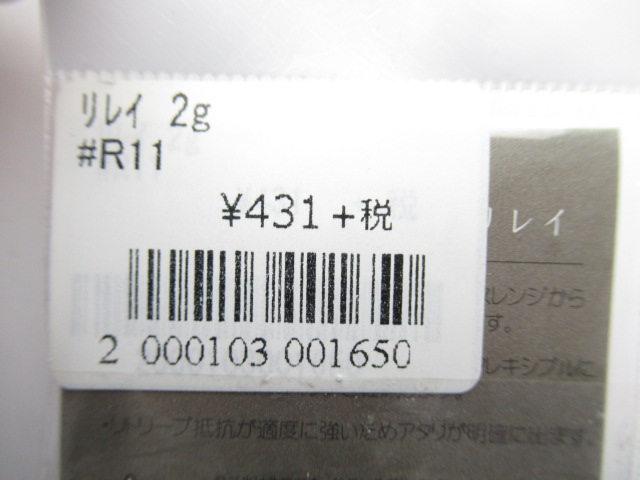 ﾘﾚｲ 2g
#R11
¥431+税
2 000103 001650
リレイ
レンジから
す。
レキシブルに
・リトリーブ抵抗が適度に強いためアタリが明確に出ます。